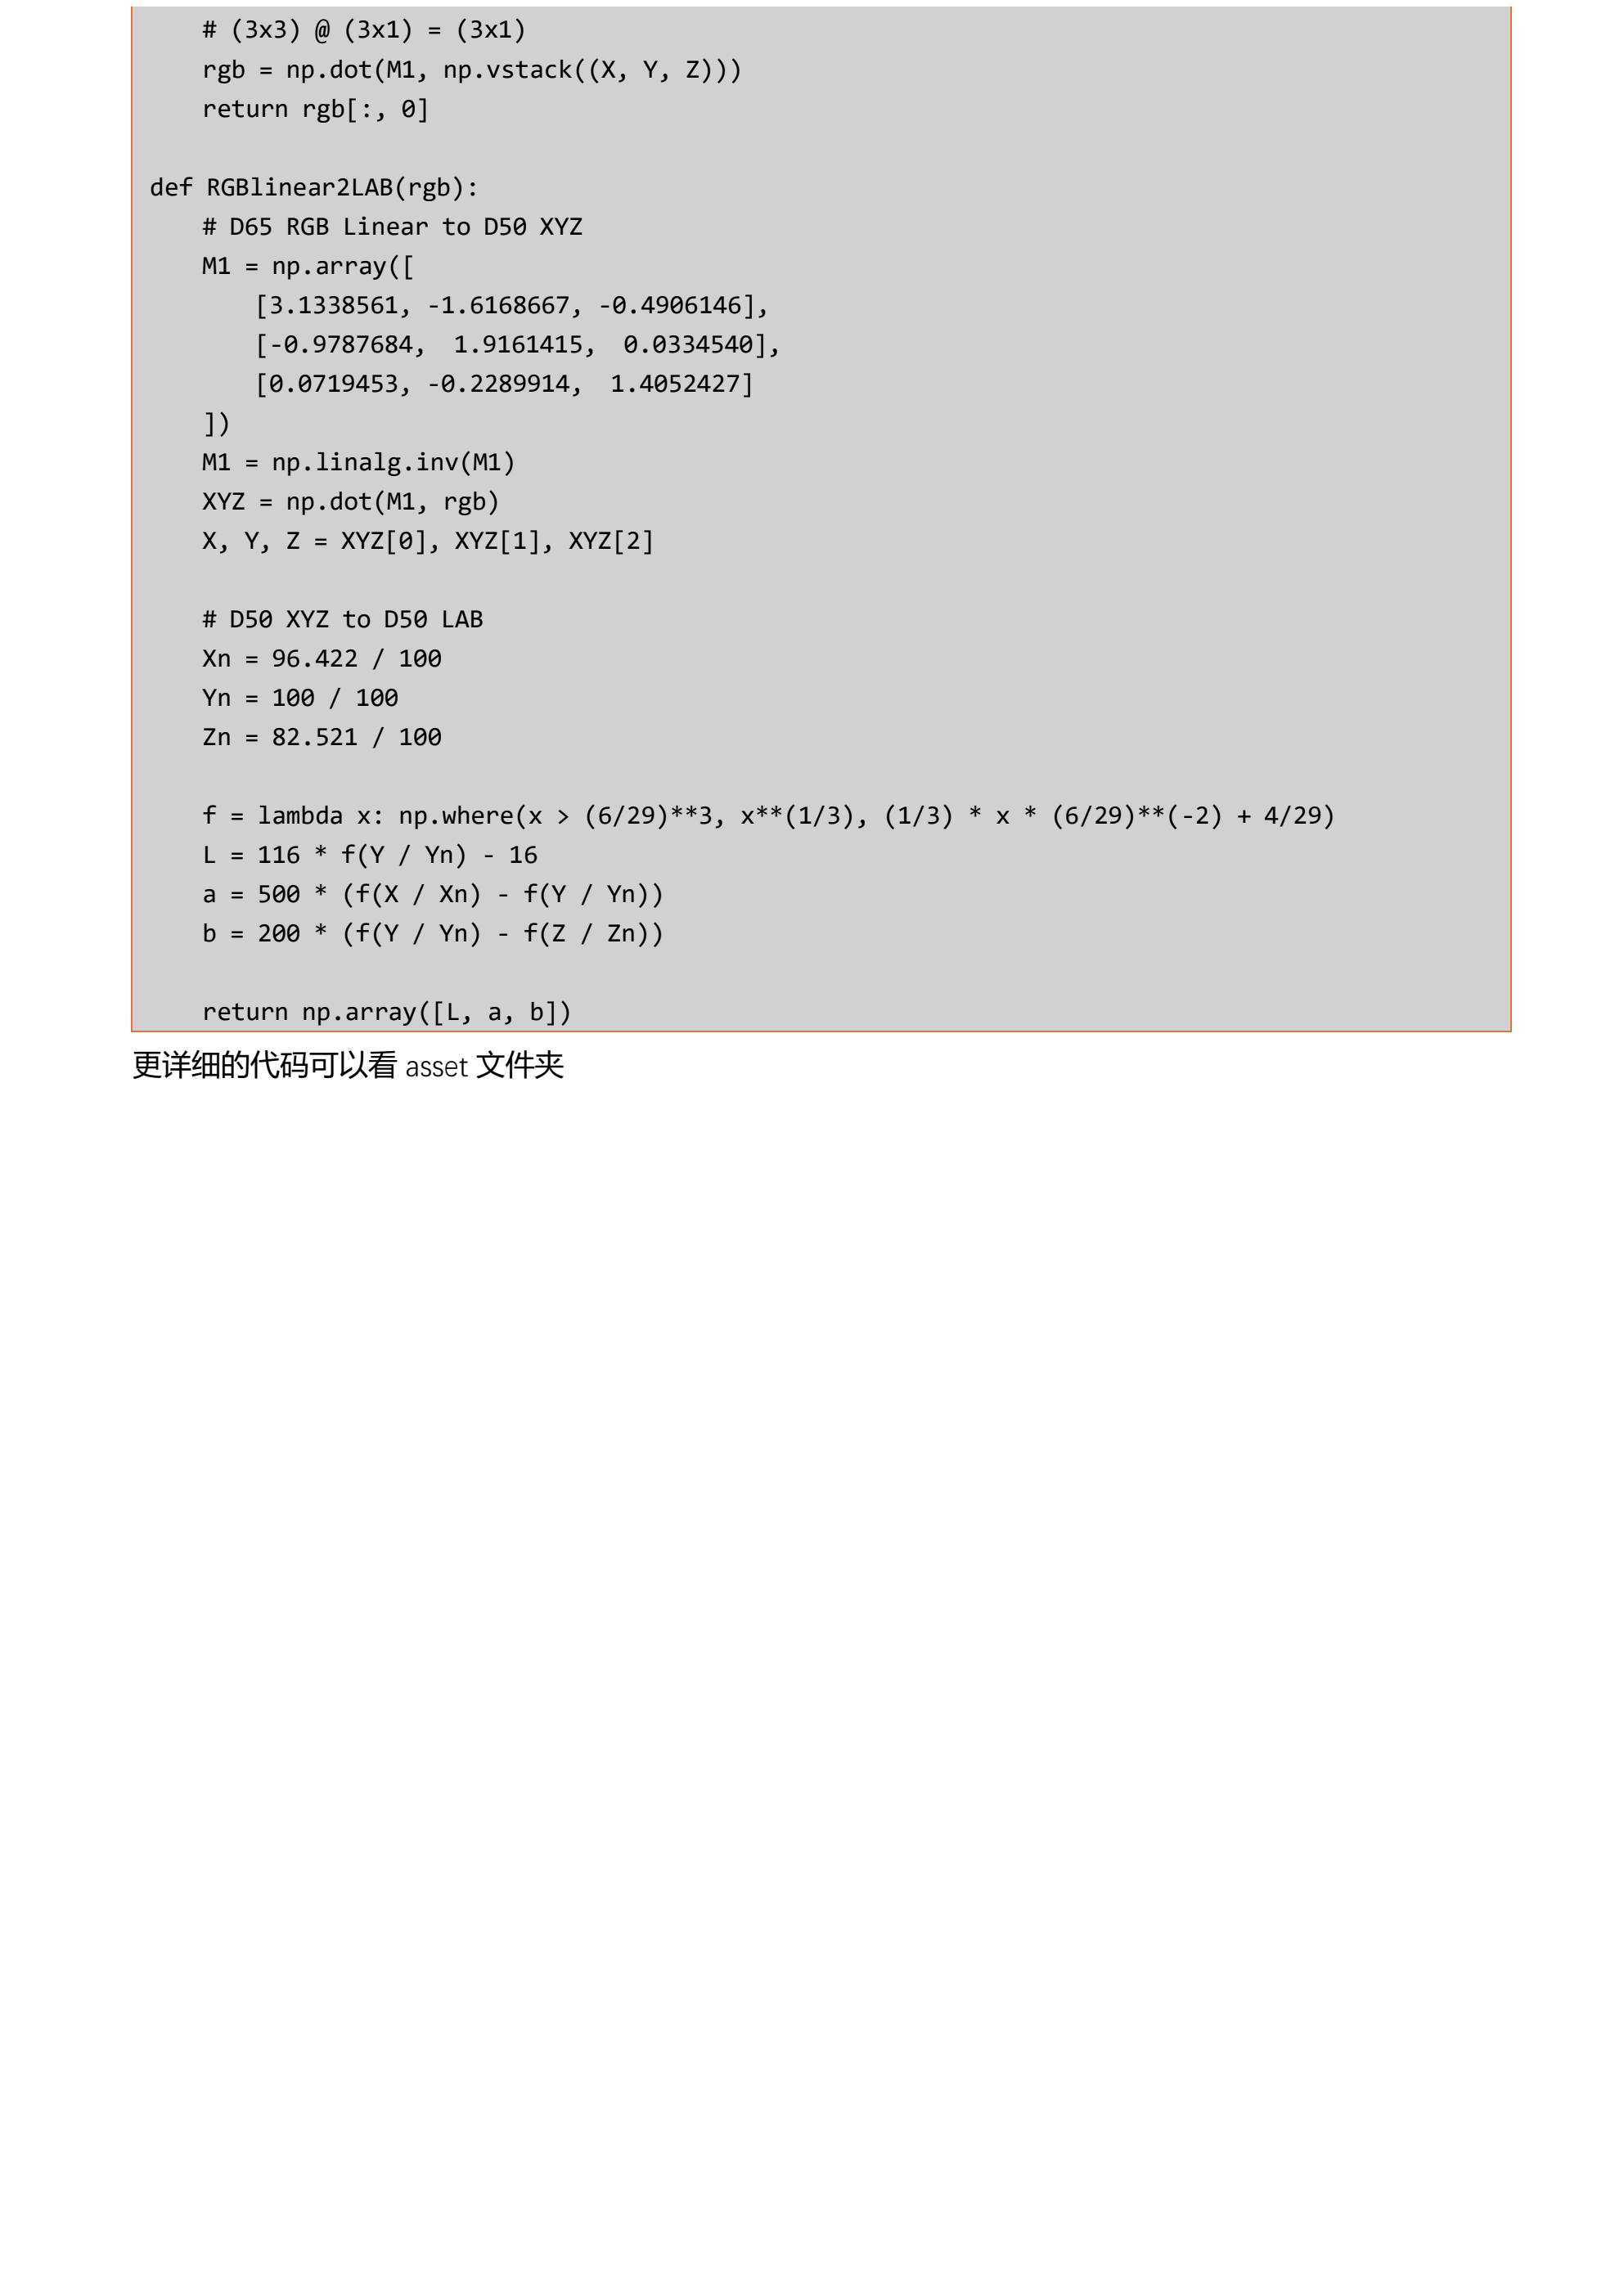 # (3x3) @ (3x1) = (3x1)
rgb = np.dot(M1, np.vstack((X, Y, Z)))
return rgb[:, 0]
def RGBlinear2LAB(rgb):
# D65 RGB Linear to D50 XYZ
M1 = np.array([
[3.1338561, -1.6168667, -0.4906146],
[-0.9787684,  1.9161415,  0.0334540],
[0.0719453, -0.2289914,  1.4052427]
])
M1 = np.linalg.inv(M1)
XYZ = np.dot(M1, rgb)
X, Y, Z = XYZ[0], XYZ[1], XYZ[2]
# D50 XYZ to D50 LAB
Xn = 96.422 / 100
Yn = 100 / 100
Zn = 82.521 / 100
f = lambda x: np.where(x > (6/29)**3, x**(1/3), (1/3) * x * (6/29)**(-2) + 4/29)
L = 116 * f(Y / Yn) - 16
a = 500 * (f(X / Xn) - f(Y / Yn))
b = 200 * (f(Y / Yn) - f(Z / Zn))
return np.array([L, a, b])
更详细的代码可以看 asset 文件夹